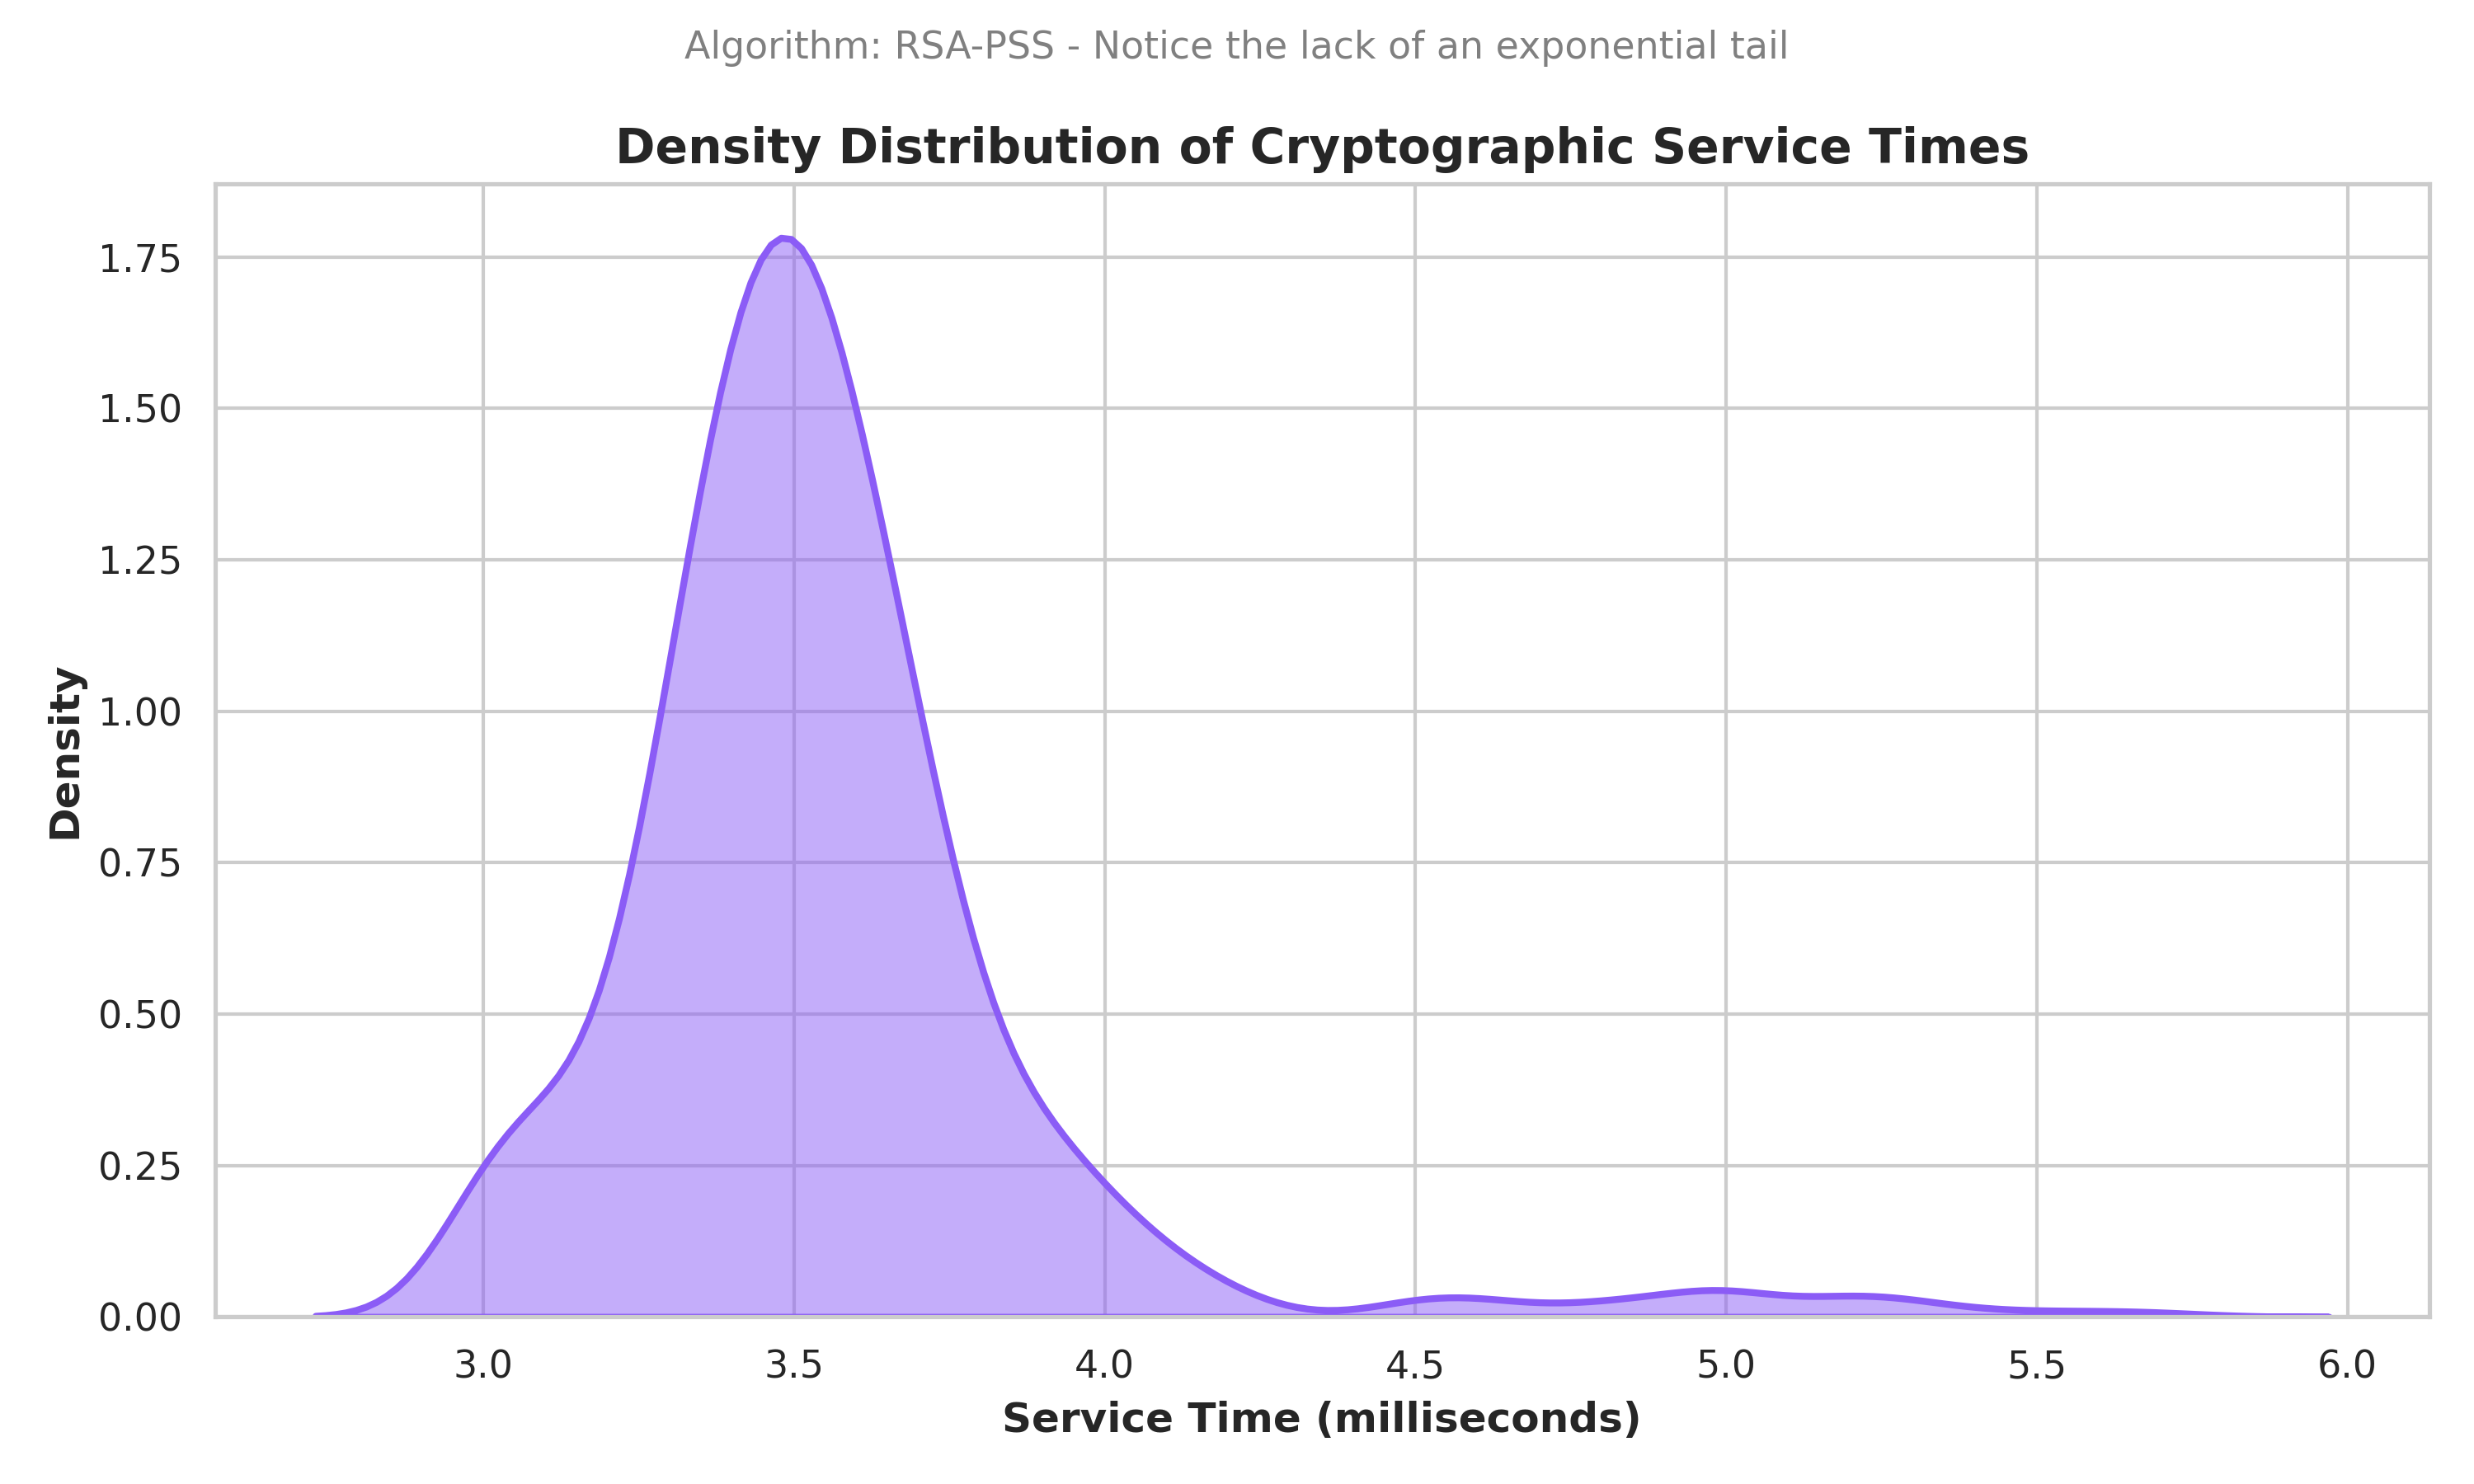 Algorithm: RSA-PSS - Notice the lack of an exponential tail
Density Distribution of Cryptographic Service Times
1.75
1.50
1.25
1.00
0.75
0.50
0.25
0.00
Density
3.0 3.5 4.0 4.5 5.0 5.5 6.0
Service Time (milliseconds)